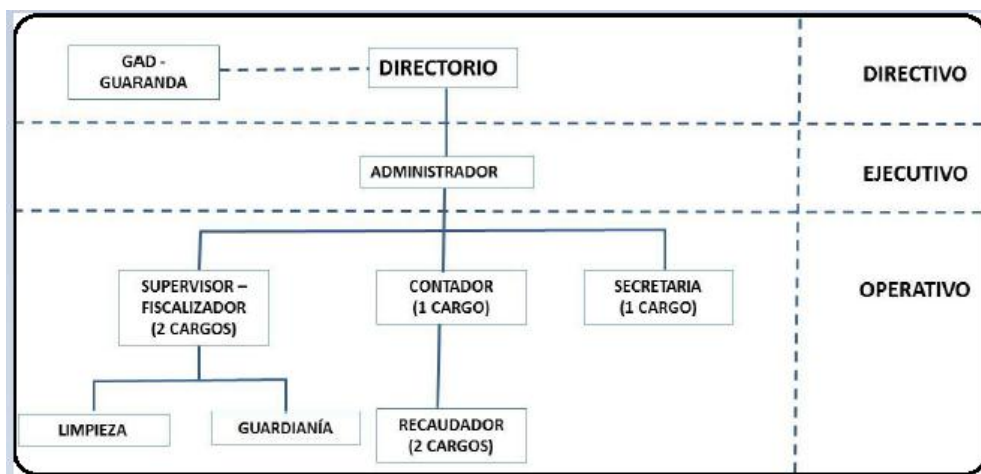 GAD -
GUARANDA
DIRECTORIO
DIRECTIVO
ADMINISTRADOR
EJECUTIVO
SUPERVISOR –
FISCALIZADOR
(2 CARGOS)
CONTADOR
(1 CARGO)
SECRETARIA
(1 CARGO)
OPERATIVO
LIMPIEZA
GUARDIANÍA
RECAUDADOR
(2 CARGOS)